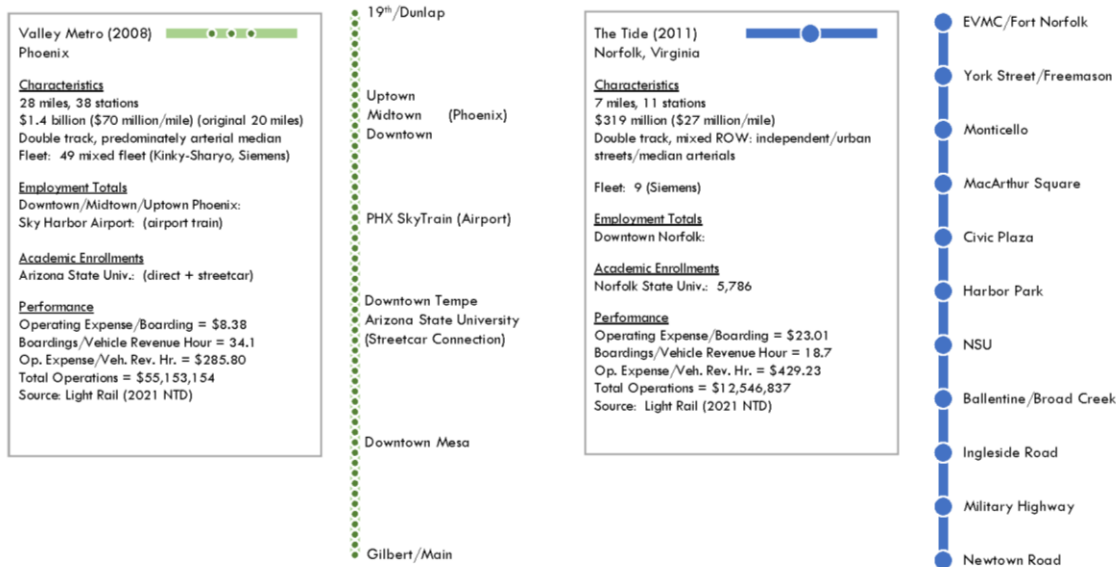 Valley Metro (2008)
Phoenix
Characteristics
28 miles, 38 stations
$1.4 billion ($70 million/mile) (original 20 miles)
Double track, predominately arterial median
Fleet: 49 mixed fleet (Kinky-Sharyo, Siemens)
Employment Totals
Downtown/Midtown/Uptown Phoenix:
Sky Harbor Airport: (airport train)
Academic Enrollments
Arizona State Univ.: (direct + streetcar)
Performance
Operating Expense/Boarding = $8.38
Boardings/Vehicle Revenue Hour = 34.1
Op. Expense/Veh. Rev. Hr. = $285.80
Total Operations = $55,153,154
Source: Light Rail (2021 NTD)
19th/Dunlap
Uptown
Midtown (Phoenix)
Downtown
PHX SkyTrain (Airport)
Downtown Tempe
Arizona State University
(Streetcar Connection)
Downtown Mesa
Gilbert/Main
The Tide (2011)
Norfolk, Virginia
Characteristics
7 miles, 11 stations
$319 million ($27 million/mile)
Double track, mixed ROW: independent/urban
streets/median arterials
Fleet: 9 (Siemens)
Employment Totals
Downtown Norfolk:
Academic Enrollments
Norfolk State Univ.: 5,786
Performance
Operating Expense/Boarding = $23.01
Boardings/Vehicle Revenue Hour = 18.7
Op. Expense/Veh. Rev. Hr. = $429.23
Total Operations = $12,546,837
Source: Light Rail (2021 NTD)
EVMC/Fort Norfolk
York Street/Freemason
Monticello
MacArthur Square
Civic Plaza
Harbor Park
NSU
Ballentine/Broad Creek
Ingleside Road
Military Highway
Newtown Road